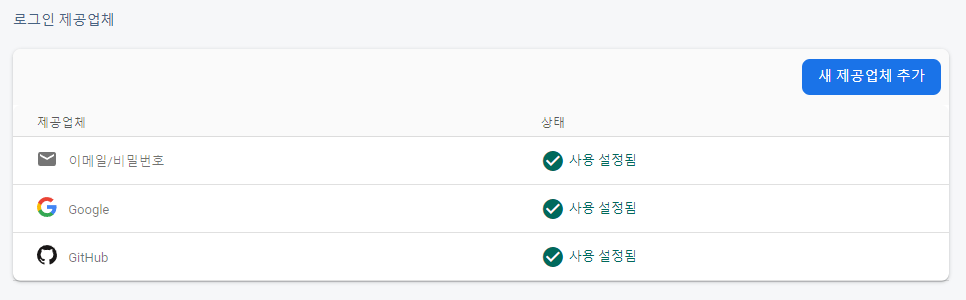 로그인 제공업체
새 제공업체 추가
제공업체 상태
이메일/비밀번호 사용 설정됨
Google 사용 설정됨
GitHub 사용 설정됨